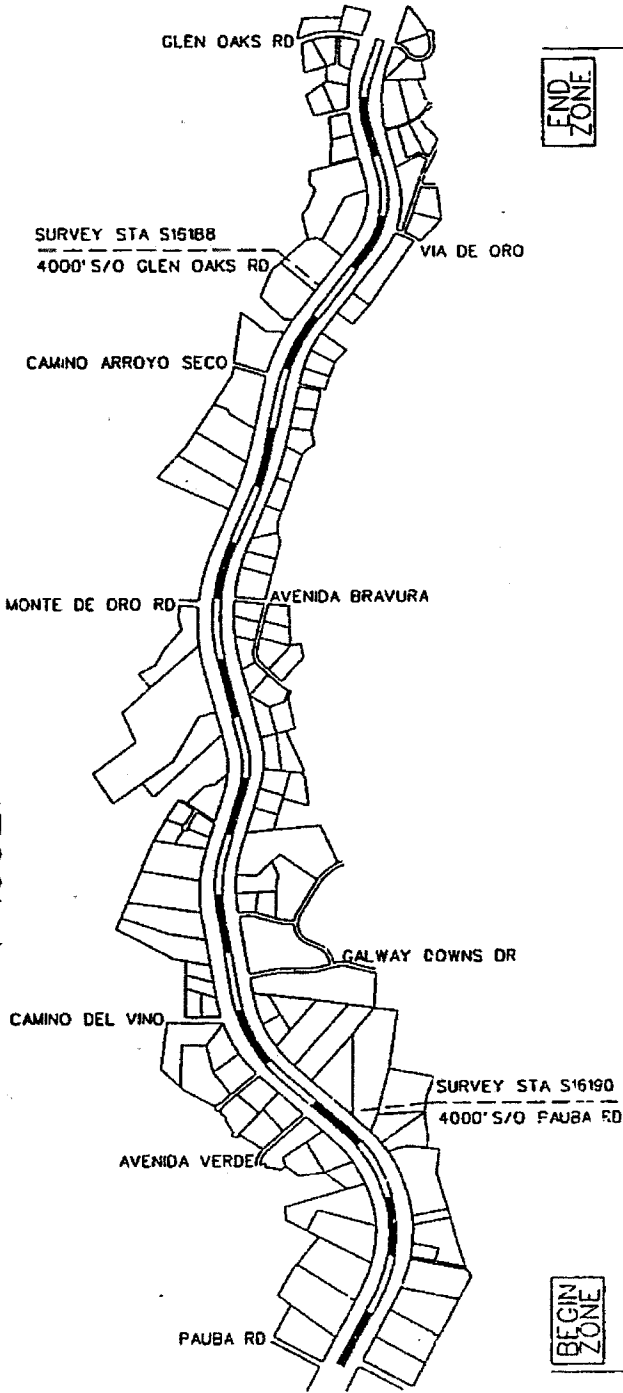 GLEN OAKS RD
END
ZONE
SURVEY STA S16188
4000' S/O GLEN OAKS RD
VIA DE ORO
CAMINO ARROYO SECO
MONTE DE ORO RD
AVENIDA BRAVURA
GALWAY DOWNS DR
CAMINO DEL VINO
SURVEY STA S16190
4000' S/O PAUBA RD
AVENIDA VERDE
BEGIN
ZONE
PAUBA RD